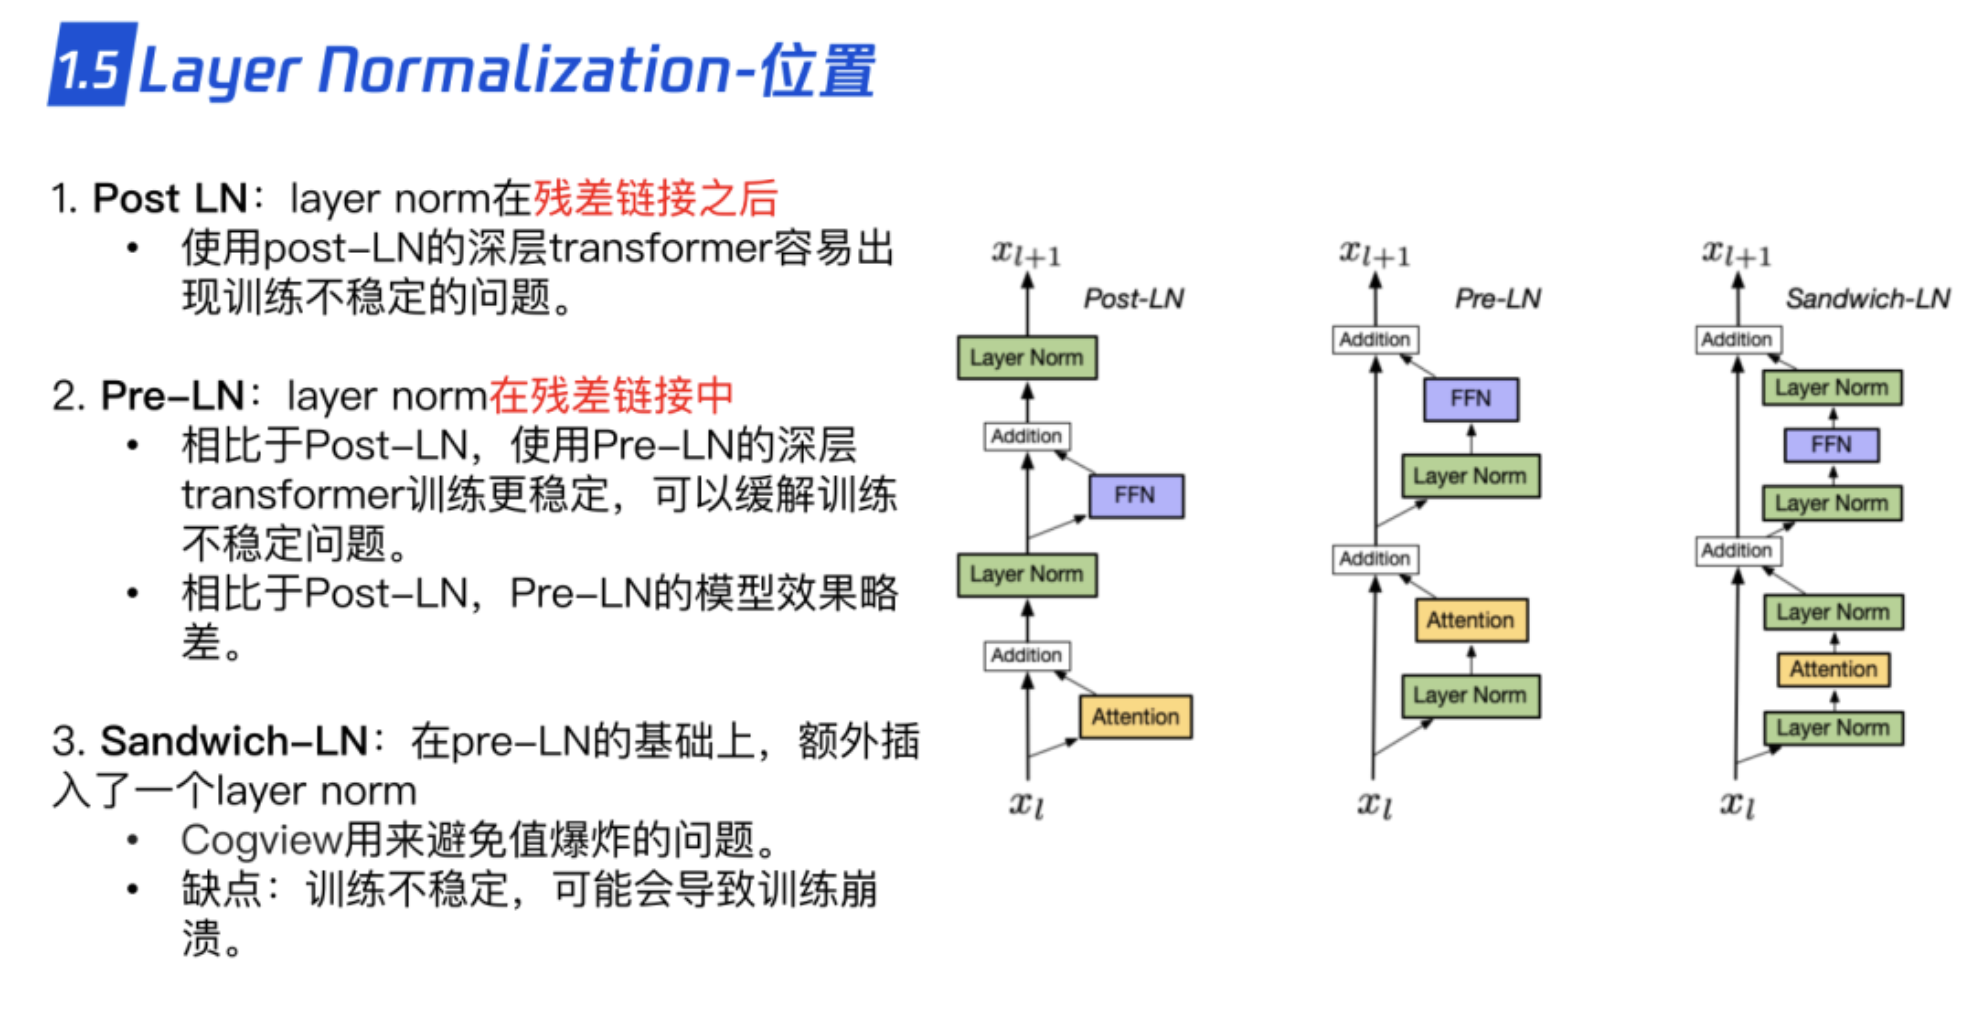 1.5 Layer Normalization-位置
1. Post LN：layer norm在残差链接之后
• 使用post-LN的深层transformer容易出
现训练不稳定的问题。
2. Pre-LN：layer norm在残差链接中
• 相比于Post-LN，使用Pre-LN的深层
transformer训练更稳定，可以缓解训练
不稳定问题。
• 相比于Post-LN，Pre-LN的模型效果略
差。
3. Sandwich-LN：在pre-LN的基础上，额外插
入了一个layer norm
• Cogview用来避免值爆炸的问题。
• 缺点：训练不稳定，可能会导致训练崩
溃。
x_{l+1}
Post-LN
Layer Norm
Addition
FFN
Layer Norm
Addition
Attention
x_l
x_{l+1}
Pre-LN
Addition
FFN
Layer Norm
Addition
Attention
Layer Norm
x_l
x_{l+1}
Sandwich-LN
Addition
Layer Norm
FFN
Layer Norm
Addition
Layer Norm
Attention
Layer Norm
x_l